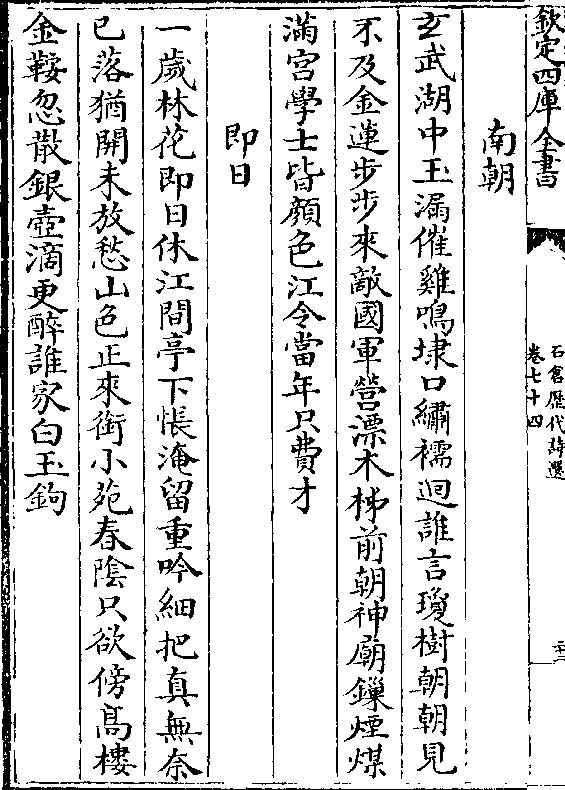 欽定四庫全書
石倉歷代詩選
卷七十四
南朝
玄武湖中玉漏催雞鳴埭口繡襦迴誰言瓊樹朝朝見
不及金蓮步步來敵國軍營漂木柹前朝神廟鏁煙煤
滿宮學士皆顔色江令當年只費才
即日
一歲林花即日休江間亭下悵淹留重吟細把真無奈
已落猶開未放愁山色正來銜小苑春隂只欲傍髙樓
金鞍忽散銀壺滴更醉誰家白玉鉤